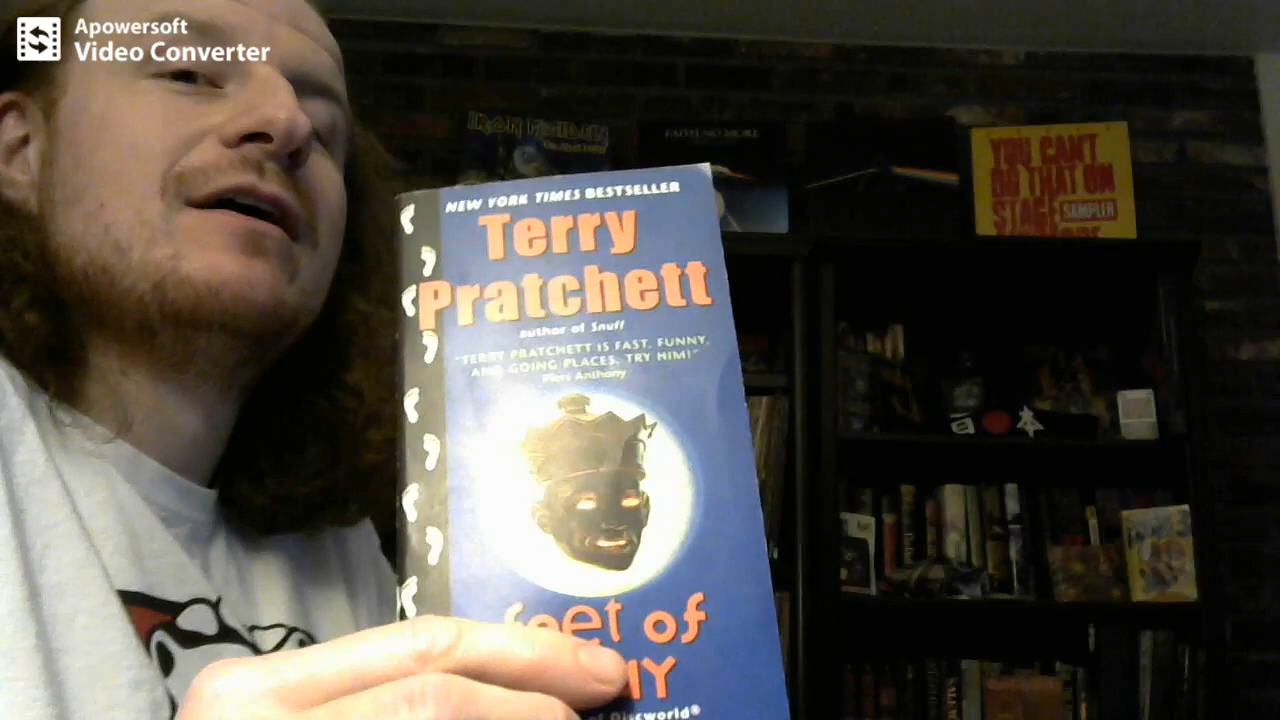 Apowersoft
Video Converter
IRON MAIDEN
FAITH NO MORE
YOU CAN'T
DO THAT ON
STAGE
SAMPLER
NEW YORK TIMES BESTSELLER
Terry
Pratchett
author of Snuff
"TERRY PRATCHETT IS FAST, FUNNY,
AND GOING PLACES. TRY HIM!"
Piers Anthony
feet of
of Discworld®